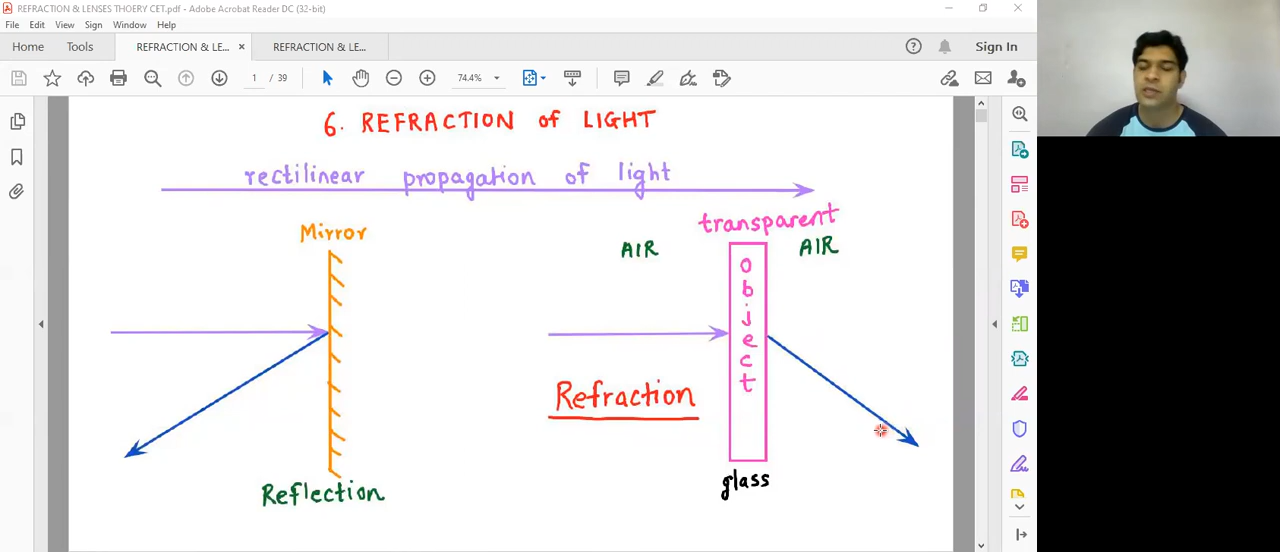 REFRACTION & LENSES THOERY CET.pdf - Adobe Acrobat Reader DC (32-bit)
File Edit View Sign Window Help
Home Tools REFRACTION & LE... × REFRACTION & LE... Sign In
1 / 39 74.4%
6. REFRACTION of LIGHT
rectilinear propagation of light
Mirror
transparent
AIR
AIR
object
Refraction
glass
Reflection